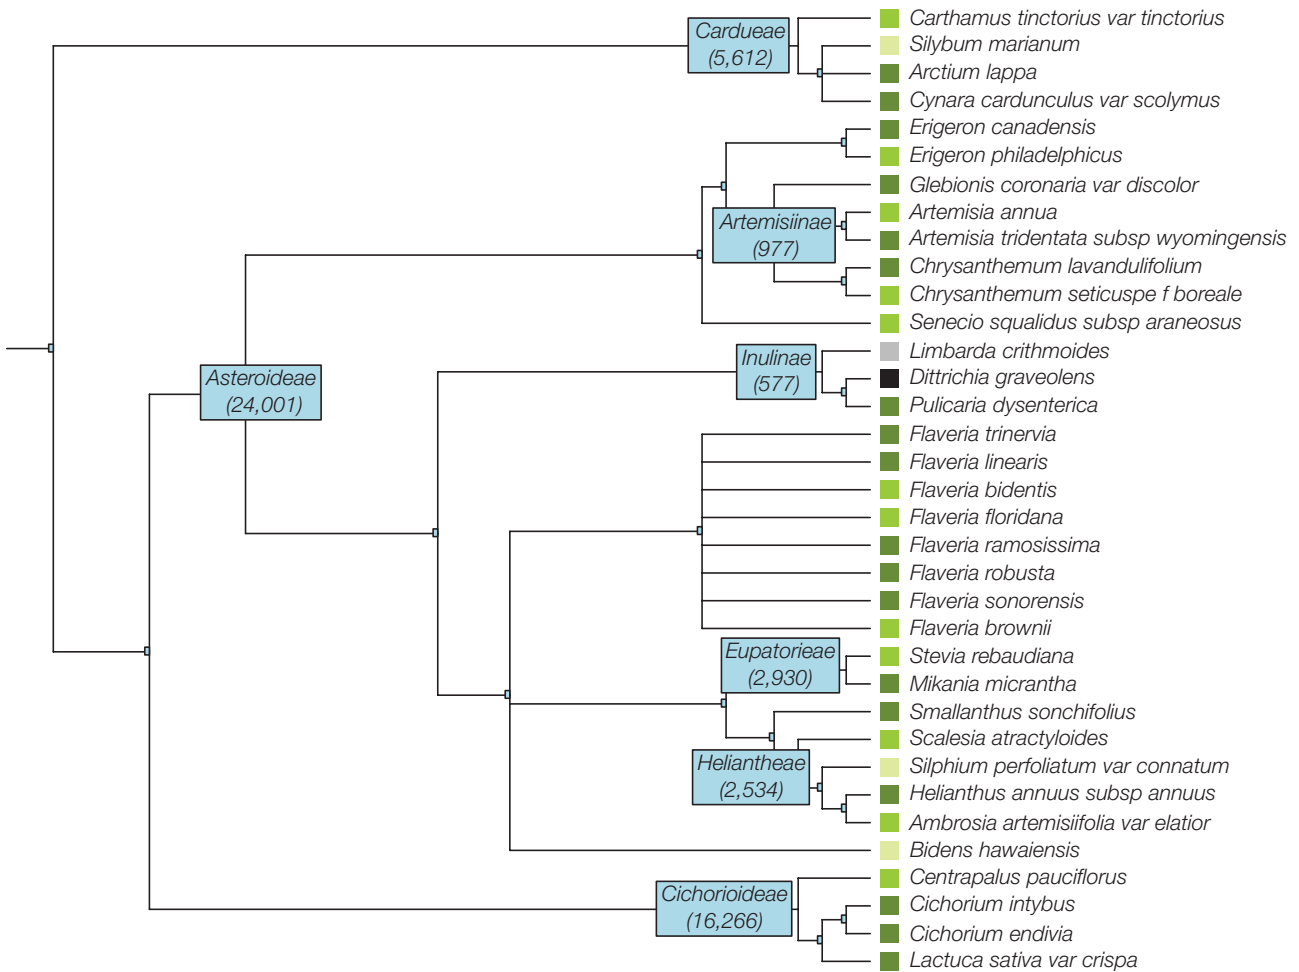 Cardueae
(5,612)
Carthamus tinctorius var tinctorius
Silybum marianum
Arctium lappa
Cynara cardunculus var scolymus
Erigeron canadensis
Erigeron philadelphicus
Glebionis coronaria var discolor
Artemisiinae
(977)
Artemisia annua
Artemisia tridentata subsp wyomingensis
Chrysanthemum lavandulifolium
Chrysanthemum seticuspe f boreale
Senecio squalidus subsp araneosus
Asteroideae
(24,001)
Inulinae
(577)
Limbarda crithmoides
Dittrichia graveolens
Pulicaria dysenterica
Flaveria trinervia
Flaveria linearis
Flaveria bidentis
Flaveria floridana
Flaveria ramosissima
Flaveria robusta
Flaveria sonorensis
Flaveria brownii
Eupatorieae
(2,930)
Stevia rebaudiana
Mikania micrantha
Smallanthus sonchifolius
Scalesia atractyloides
Heliantheae
(2,534)
Silphium perfoliatum var connatum
Helianthus annuus subsp annuus
Ambrosia artemisiifolia var elatior
Bidens hawaiensis
Cichorioideae
(16,266)
Centrapalus pauciflorus
Cichorium intybus
Cichorium endivia
Lactuca sativa var crispa